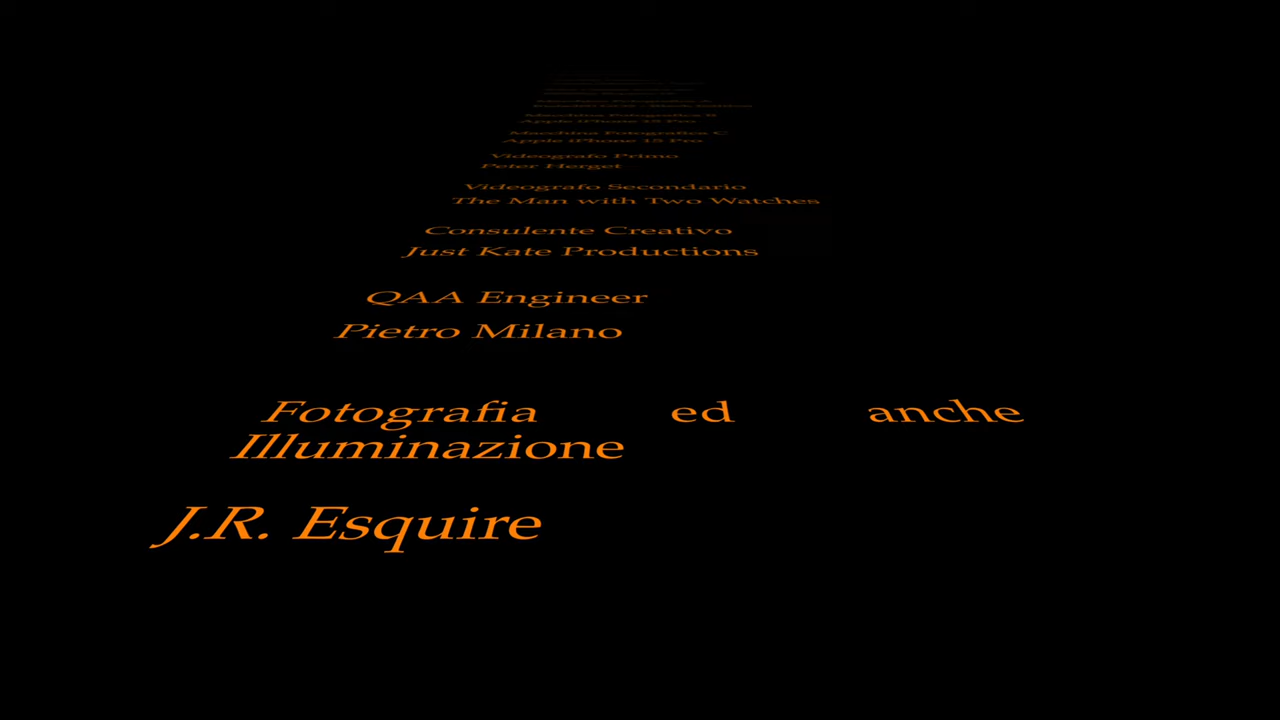 Macchina Fotografica B
Apple iPhone 15 Pro
Macchina Fotografica C
Apple iPhone 15 Pro
Videografo Primo
Peter Herget
Videografo Secondario
The Man with Two Watches
Consulente Creativo
Just Kate Productions
QAA Engineer
Pietro Milano
Fotografia ed anche
Illuminazione
J.R. Esquire